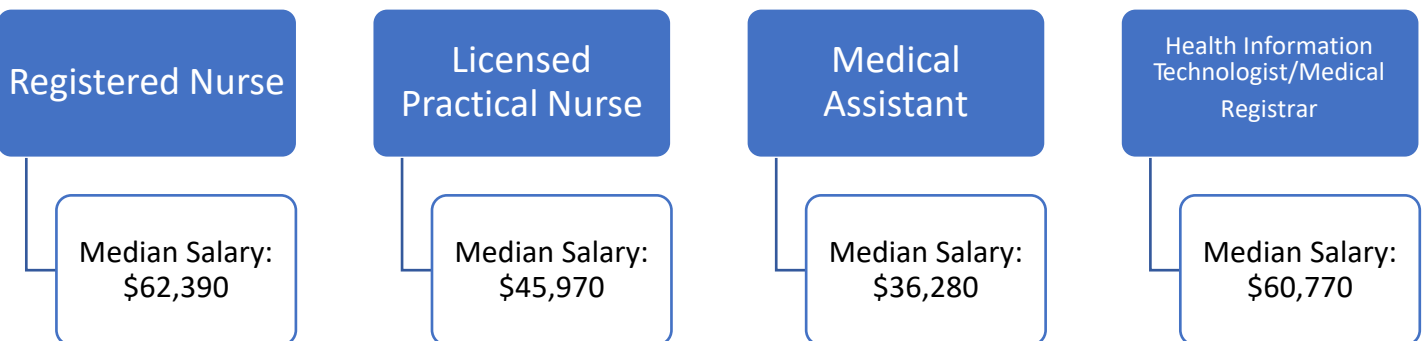 Registered Nurse
Median Salary:
$62,390
Licensed
Practical Nurse
Median Salary:
$45,970
Medical
Assistant
Median Salary:
$36,280
Health Information
Technologist/Medical
Registrar
Median Salary:
$60,770